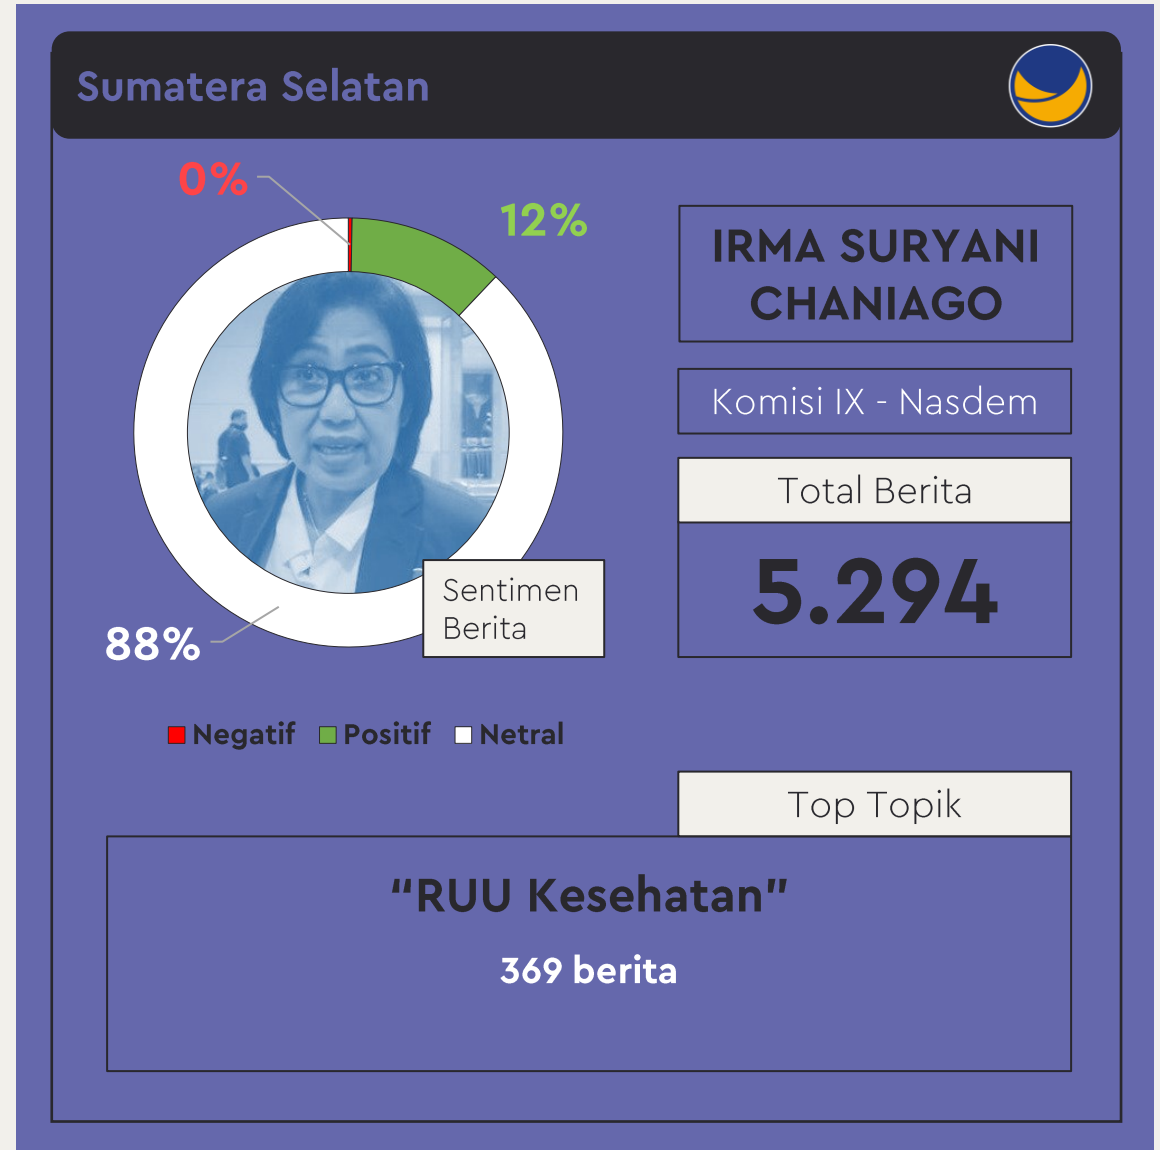 Sumatera Selatan
0%
12%
88%
Sentimen
Berita
Negatif Positif Netral
IRMA SURYANI
CHANIAGO
Komisi IX - Nasdem
Total Berita
5.294
Top Topik
“RUU Kesehatan”
369 berita